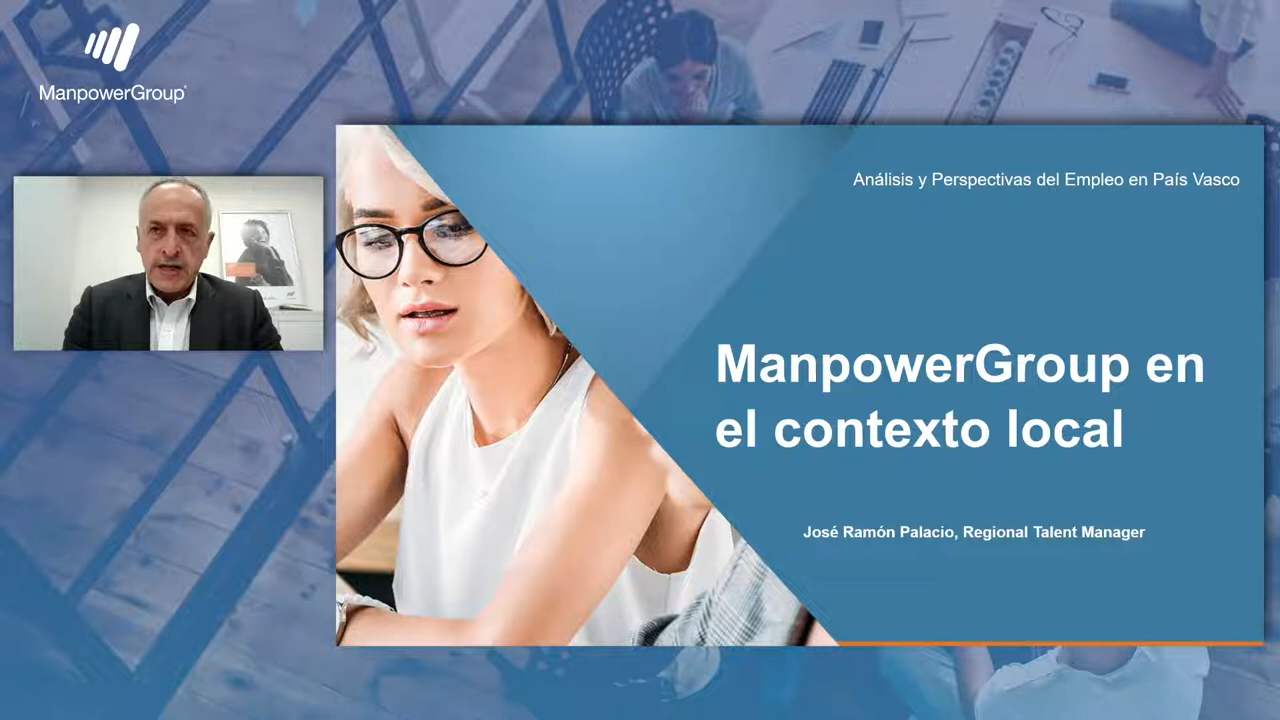 ManpowerGroup
Análisis y Perspectivas del Empleo en País Vasco
ManpowerGroup en
el contexto local
José Ramón Palacio, Regional Talent Manager